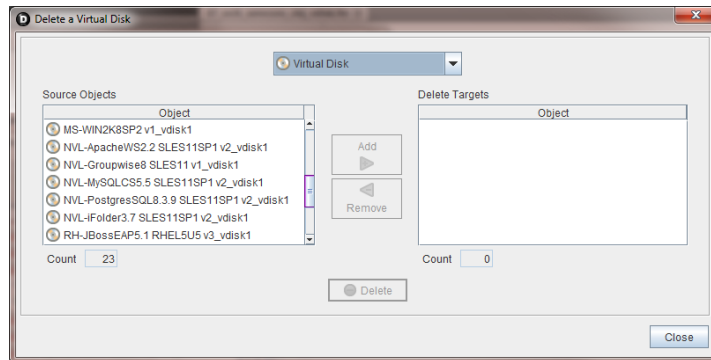 Delete a Virtual Disk
Virtual Disk
Source Objects
Object
MS-WIN2K8SP2 v1_vdisk1
NVL-ApacheWS2.2 SLES11SP1 v2_vdisk1
NVL-Groupwise8 SLES11 v1_vdisk1
NVL-MySQLCS5.5 SLES11SP1 v2_vdisk1
NVL-PostgresSQL8.3.9 SLES11SP1 v2_vdisk1
NVL-iFolder3.7 SLES11SP1 v2_vdisk1
RH-JBossEAP5.1 RHEL5U5 v3_vdisk1
Count 23
Add
Remove
Delete Targets
Object
Count 0
Delete
Close